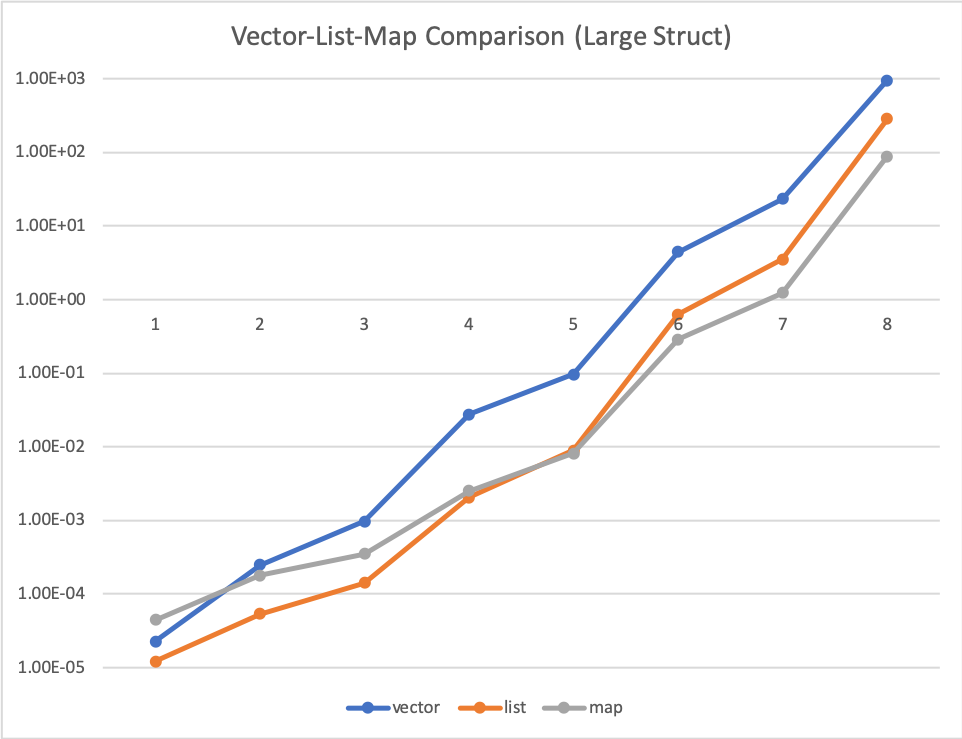 Vector-List-Map Comparison (Large Struct)
1.00E+03
1.00E+02
1.00E+01
1.00E+00
1 2 3 4 5 6 7 8
1.00E-01
1.00E-02
1.00E-03
1.00E-04
1.00E-05
vector list map